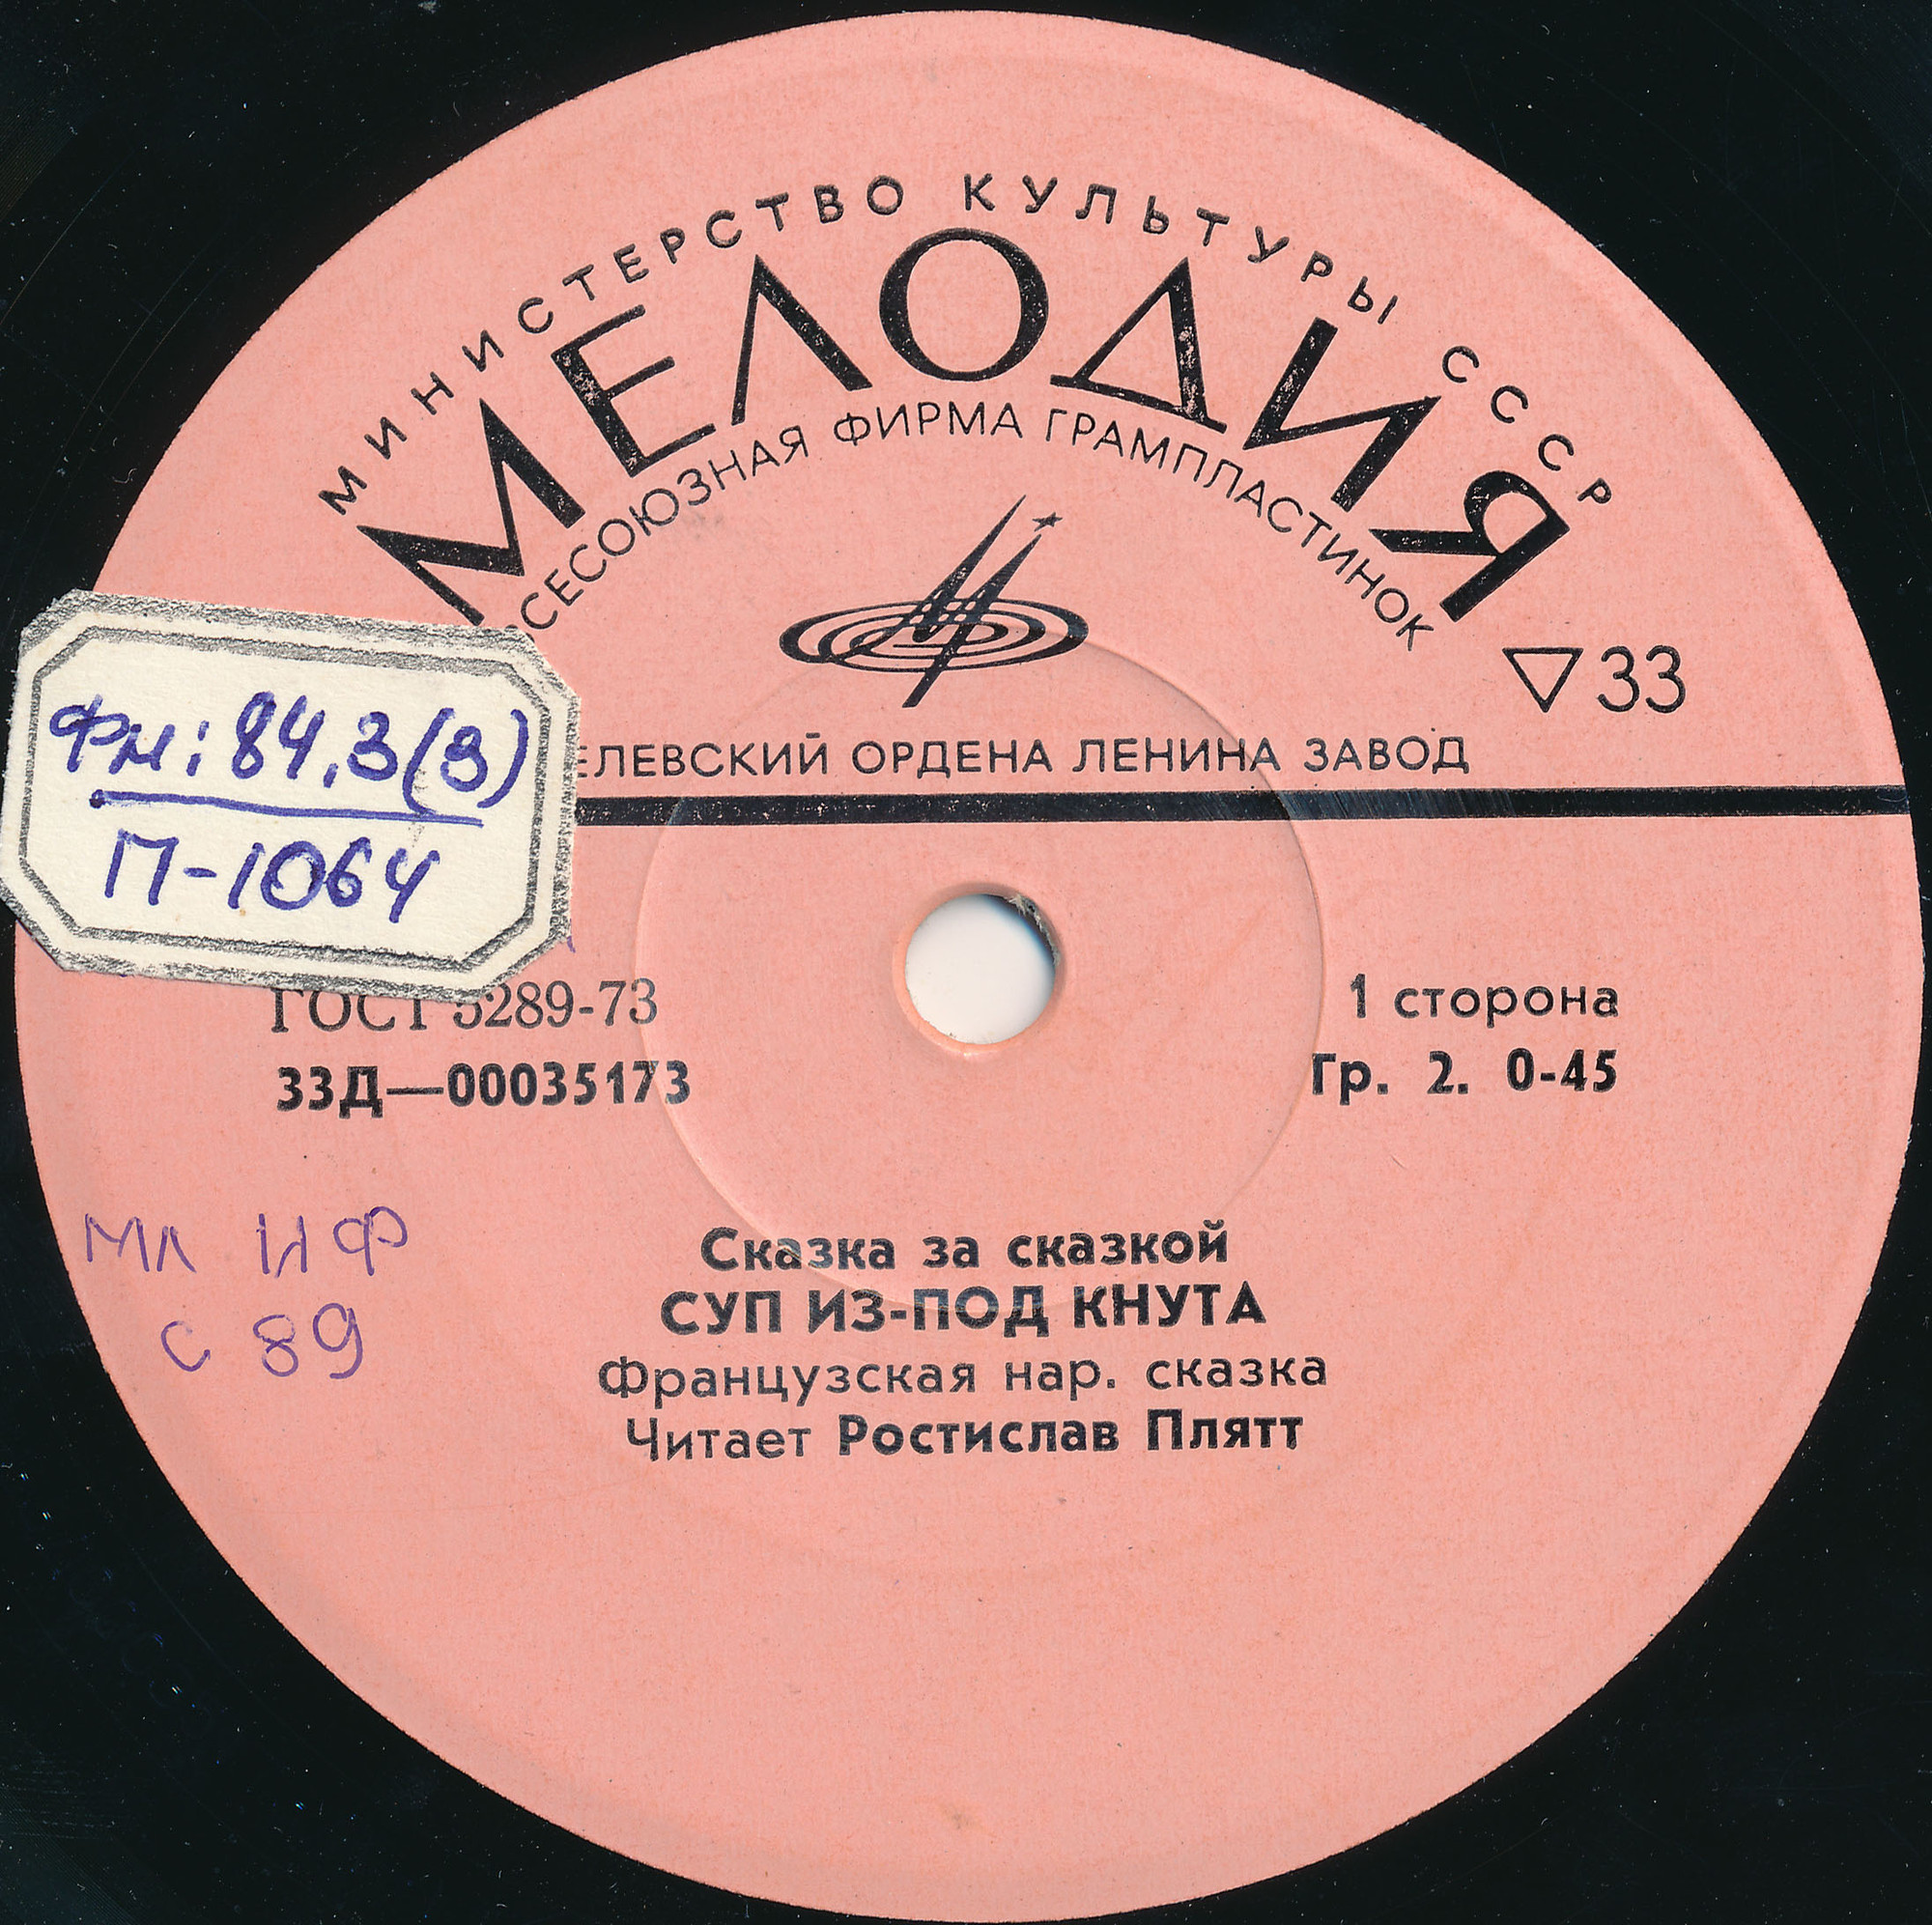 МИНИСТЕРСТВО КУЛЬТУРЫ СССР
МЕЛОДИЯ
ВСЕСОЮЗНАЯ ФИРМА ГРАМПЛАСТИНОК
▽33
ЕЛЕВСКИЙ ОРДЕНА ЛЕНИНА ЗАВОД
Фн: 84.3(3)
П-1064
ГОСТ 5289-73
1 сторона
33Д—00035173
Гр. 2. 0-45
мл ИФ
С 89
Сказка за сказкой
СУП ИЗ-ПОД КНУТА
Французская нар. сказка
Читает Ростислав Плятт